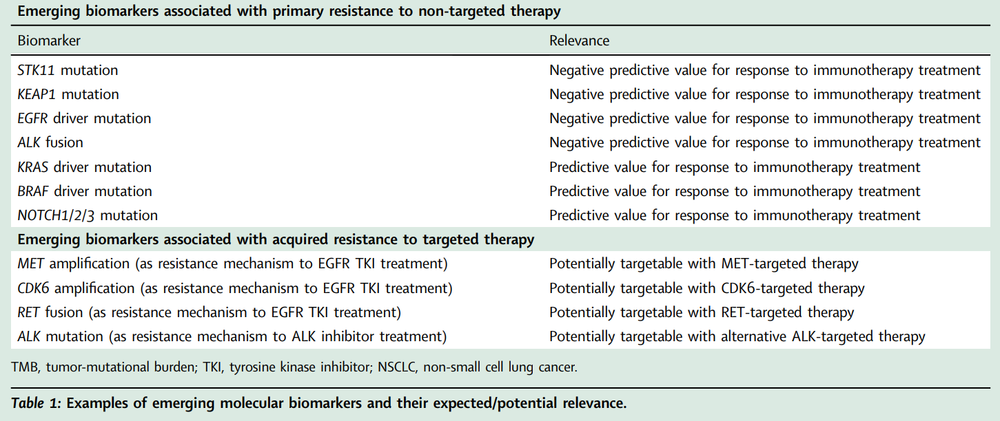 Emerging biomarkers associated with primary resistance to non-targeted therapy
Biomarker Relevance
STK11 mutation Negative predictive value for response to immunotherapy treatment
KEAP1 mutation Negative predictive value for response to immunotherapy treatment
EGFR driver mutation Negative predictive value for response to immunotherapy treatment
ALK fusion Negative predictive value for response to immunotherapy treatment
KRAS driver mutation Predictive value for response to immunotherapy treatment
BRAF driver mutation Predictive value for response to immunotherapy treatment
NOTCH1/2/3 mutation Predictive value for response to immunotherapy treatment
Emerging biomarkers associated with acquired resistance to targeted therapy
MET amplification (as resistance mechanism to EGFR TKI treatment) Potentially targetable with MET-targeted therapy
CDK6 amplification (as resistance mechanism to EGFR TKI treatment) Potentially targetable with CDK6-targeted therapy
RET fusion (as resistance mechanism to EGFR TKI treatment) Potentially targetable with RET-targeted therapy
ALK mutation (as resistance mechanism to ALK inhibitor treatment) Potentially targetable with alternative ALK-targeted therapy
TMB, tumor-mutational burden; TKI, tyrosine kinase inhibitor; NSCLC, non-small cell lung cancer.
Table 1: Examples of emerging molecular biomarkers and their expected/potential relevance.